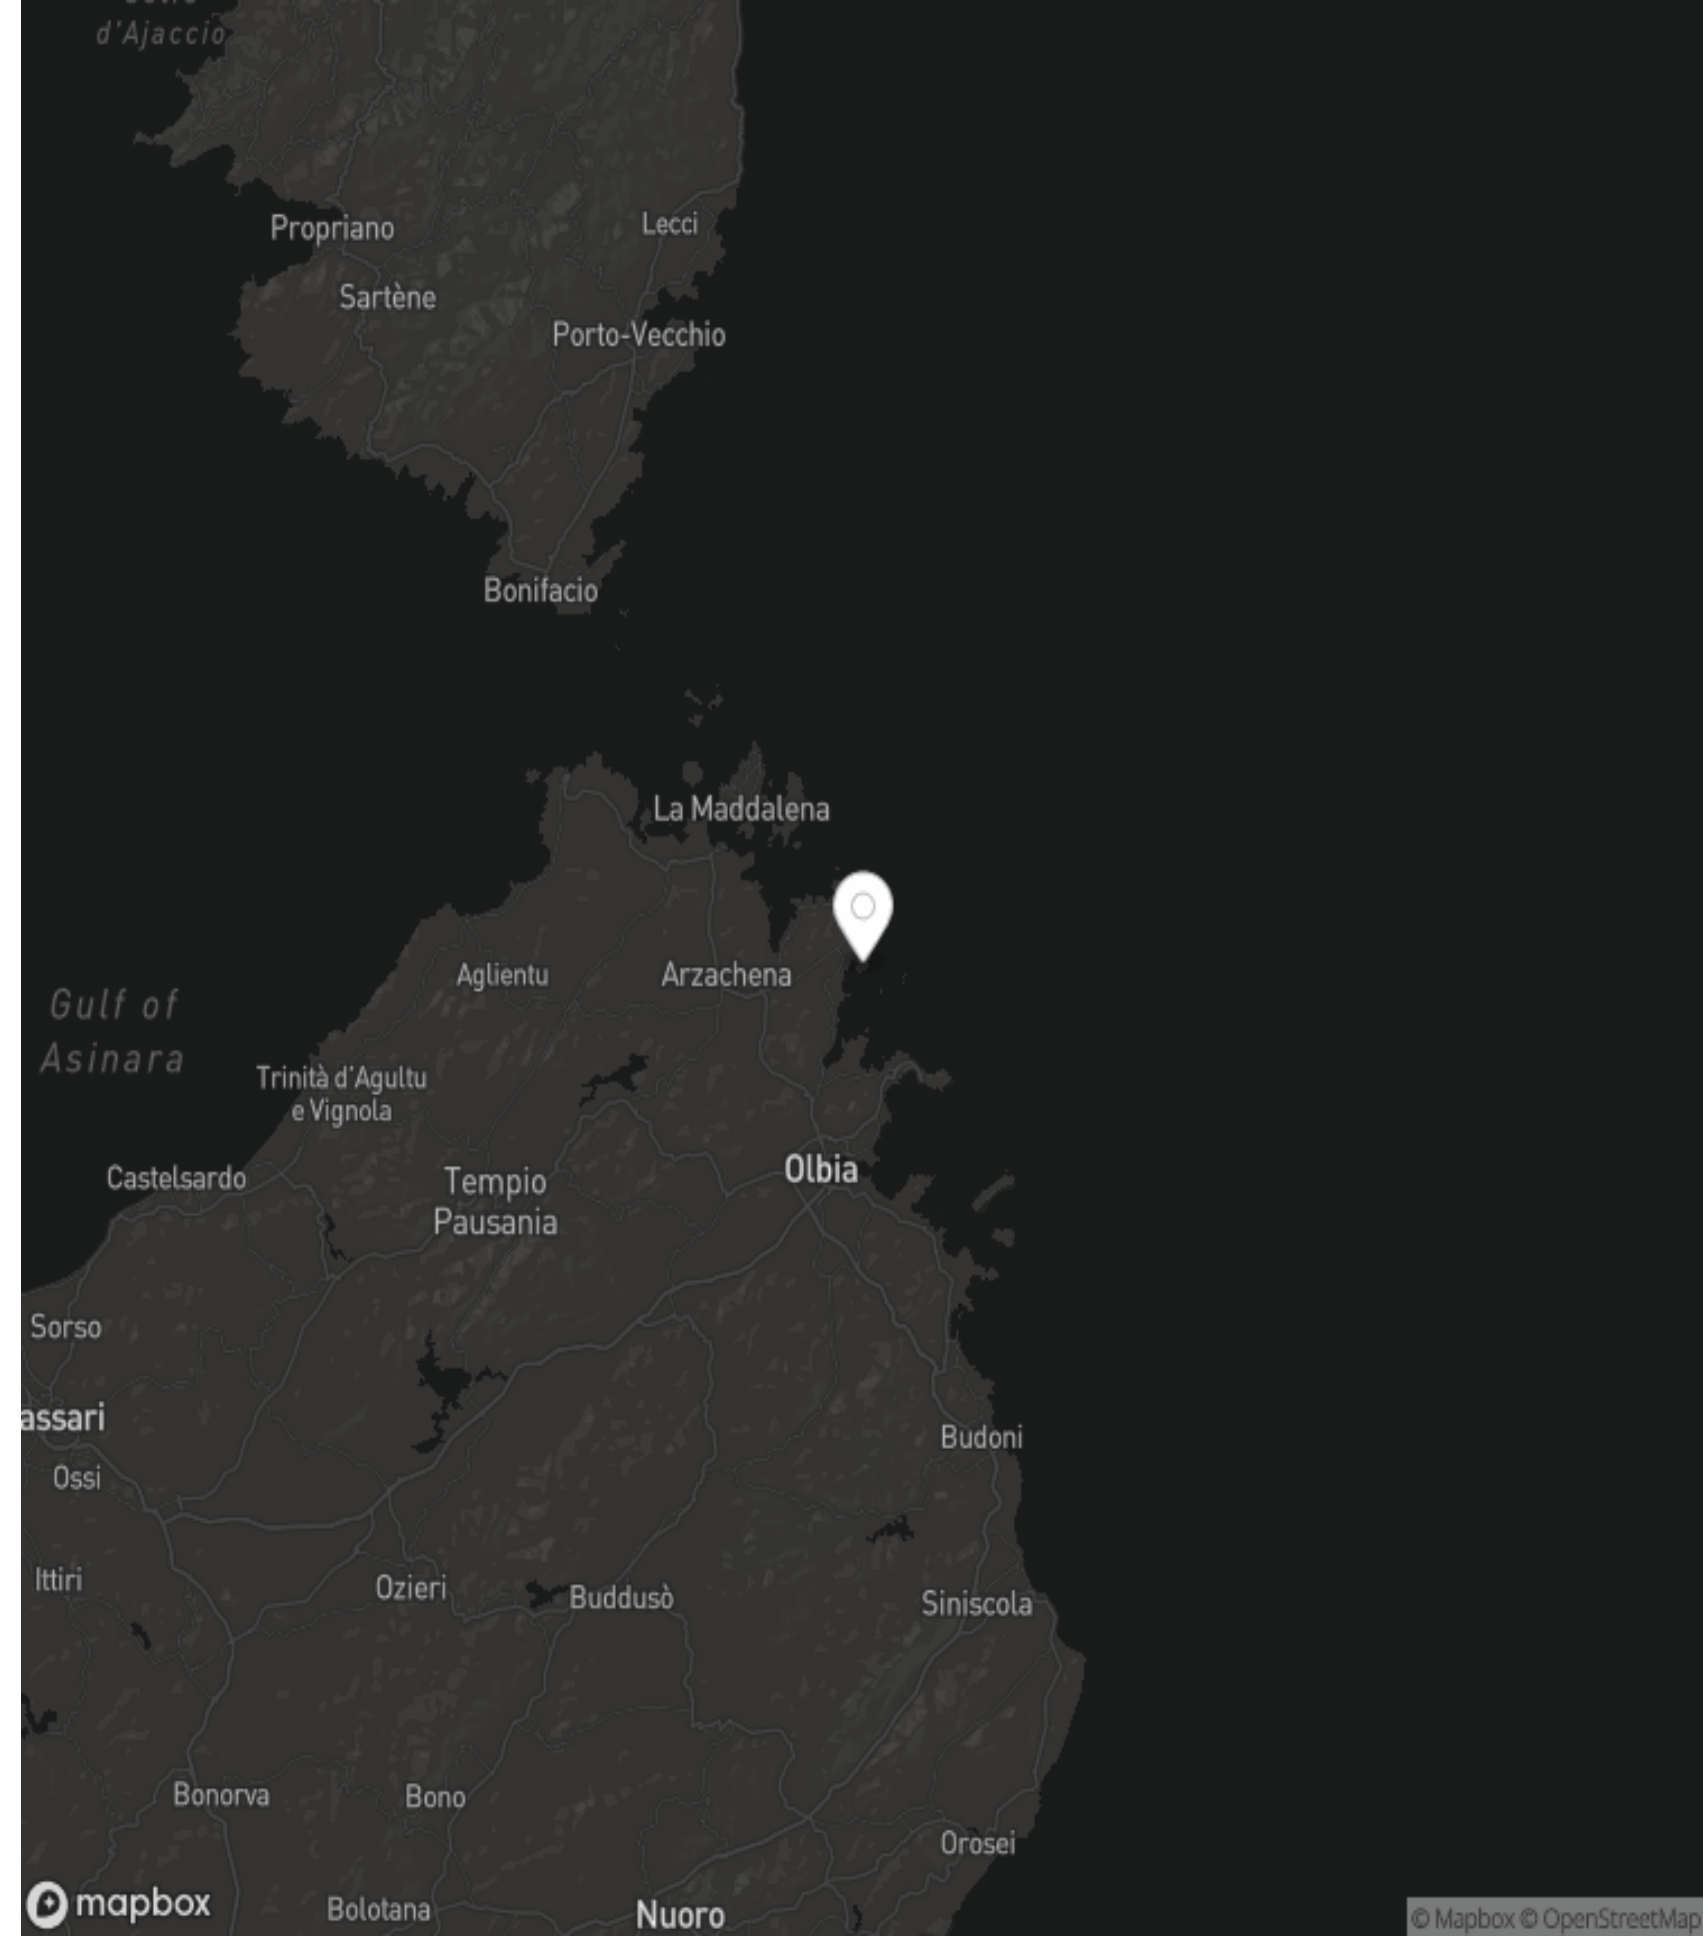 d'Ajaccio
Propriano
Lecci
Sartène
Porto-Vecchio
Bonifacio
La Maddalena
Aglientu
Arzachena
Gulf of
Asinara
Trinità d'Agultu
e Vignola
Olbia
Castelsardo
Tempio
Pausania
Sorso
assari
Budoni
Ossi
Ittiri
Ozieri
Buddusò
Siniscola
Bonorva
Bono
Orosei
mapbox
Bolotana
Nuoro
© Mapbox © OpenStreetMap